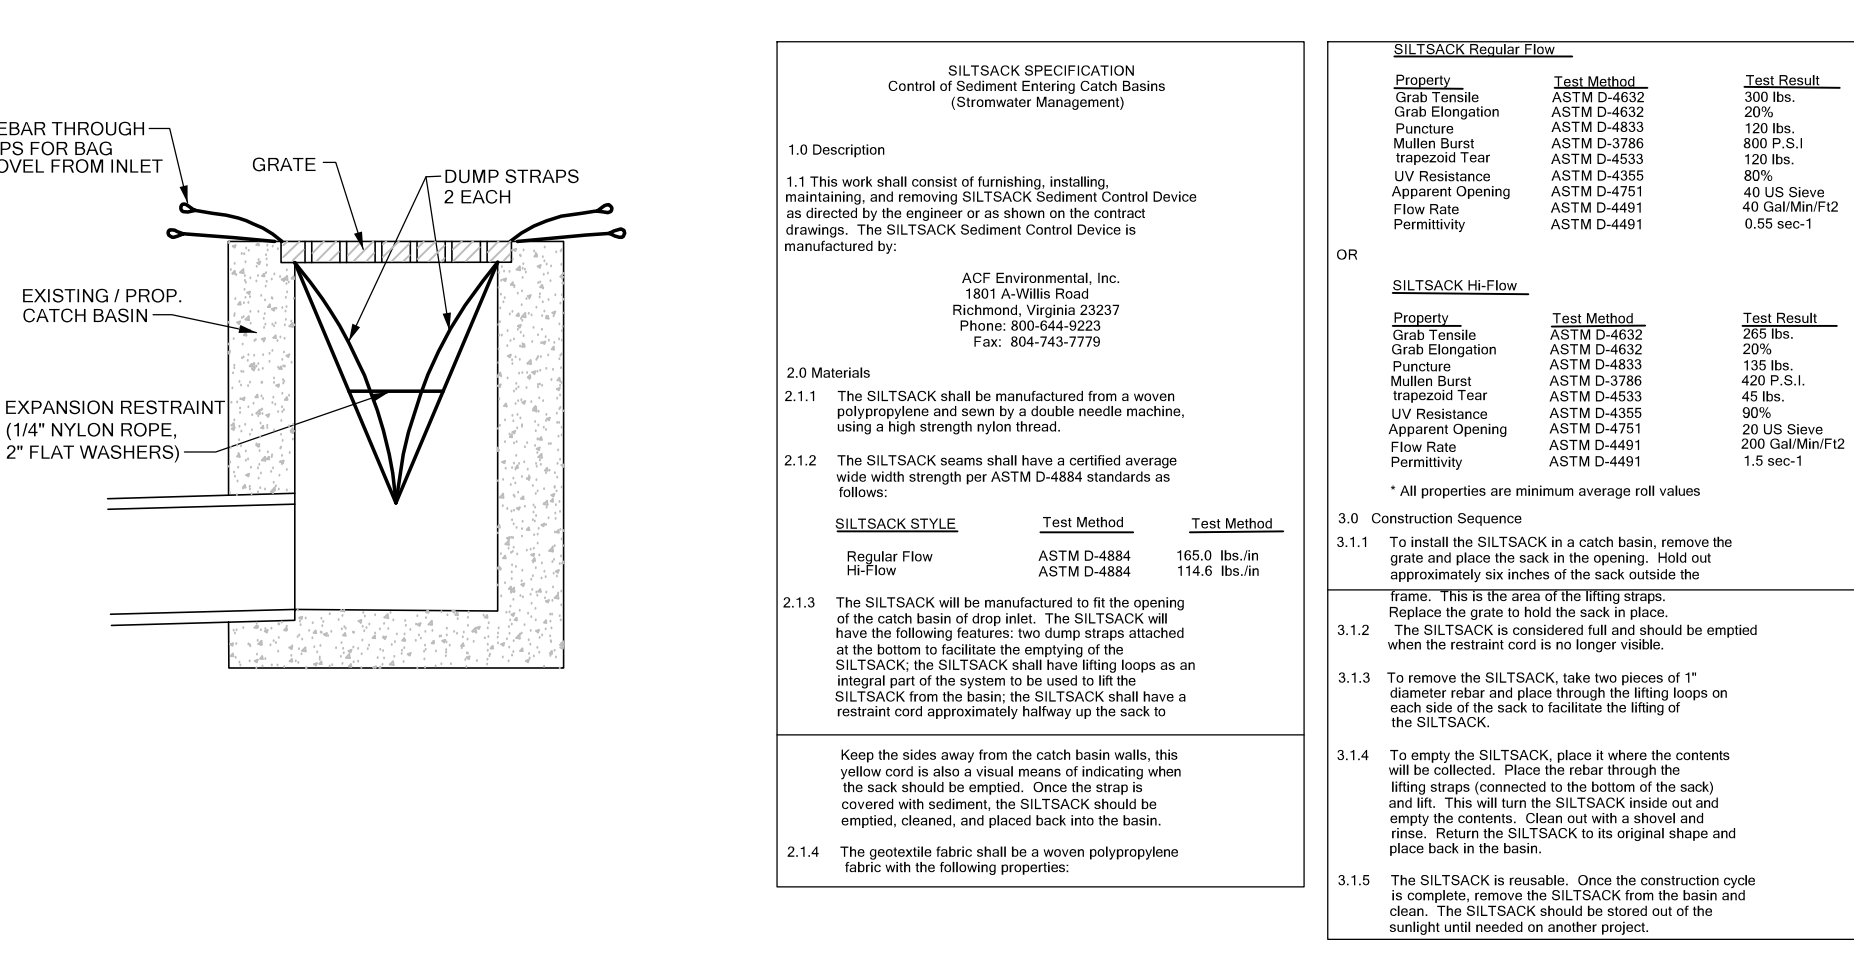 EBAR THROUGH
PS FOR BAG
OVEL FROM INLET
GRATE
DUMP STRAPS
2 EACH
EXISTING / PROP.
CATCH BASIN
EXPANSION RESTRAINT
(1/4" NYLON ROPE,
2" FLAT WASHERS)
SILTSACK SPECIFICATION
Control of Sediment Entering Catch Basins
(Stromwater Management)
1.0 Description
1.1 This work shall consist of furnishing, installing,
maintaining, and removing SILTSACK Sediment Control Device
as directed by the engineer or as shown on the contract
drawings. The SILTSACK Sediment Control Device is
manufactured by:
ACF Environmental, Inc.
1801 A-Willis Road
Richmond, Virginia 23237
Phone: 800-644-9223
Fax: 804-743-7779
2.0 Materials
2.1.1 The SILTSACK shall be manufactured from a woven
polypropylene and sewn by a double needle machine,
using a high strength nylon thread.
2.1.2 The SILTSACK seams shall have a certified average
wide width strength per ASTM D-4884 standards as
follows:
SILTSACK STYLE Test Method Test Method
Regular Flow ASTM D-4884 165.0 lbs./in
Hi-Flow ASTM D-4884 114.6 lbs./in
2.1.3 The SILTSACK will be manufactured to fit the opening
of the catch basin of drop inlet. The SILTSACK will
have the following features: two dump straps attached
at the bottom to facilitate the emptying of the
SILTSACK; the SILTSACK shall have lifting loops as an
integral part of the system to be used to lift the
SILTSACK from the basin; the SILTSACK shall have a
restraint cord approximately halfway up the sack to
Keep the sides away from the catch basin walls, this
yellow cord is also a visual means of indicating when
the sack should be emptied. Once the strap is
covered with sediment, the SILTSACK should be
emptied, cleaned, and placed back into the basin.
2.1.4 The geotextile fabric shall be a woven polypropylene
fabric with the following properties:
SILTSACK Regular Flow
Property Test Method Test Result
Grab Tensile ASTM D-4632 300 lbs.
Grab Elongation ASTM D-4632 20%
Puncture ASTM D-4833 120 lbs.
Mullen Burst ASTM D-3786 800 P.S.I
trapezoid Tear ASTM D-4533 120 lbs.
UV Resistance ASTM D-4355 80%
Apparent Opening ASTM D-4751 40 US Sieve
Flow Rate ASTM D-4491 40 Gal/Min/Ft2
Permittivity ASTM D-4491 0.55 sec-1
OR
SILTSACK Hi-Flow
Property Test Method Test Result
Grab Tensile ASTM D-4632 265 lbs.
Grab Elongation ASTM D-4632 20%
Puncture ASTM D-4833 135 lbs.
Mullen Burst ASTM D-3786 420 P.S.I.
trapezoid Tear ASTM D-4533 45 lbs.
UV Resistance ASTM D-4355 90%
Apparent Opening ASTM D-4751 20 US Sieve
Flow Rate ASTM D-4491 200 Gal/Min/Ft2
Permittivity ASTM D-4491 1.5 sec-1
* All properties are minimum average roll values
3.0 Construction Sequence
3.1.1 To install the SILTSACK in a catch basin, remove the
grate and place the sack in the opening. Hold out
approximately six inches of the sack outside the
frame. This is the area of the lifting straps.
Replace the grate to hold the sack in place.
3.1.2 The SILTSACK is considered full and should be emptied
when the restraint cord is no longer visible.
3.1.3 To remove the SILTSACK, take two pieces of 1"
diameter rebar and place through the lifting loops on
each side of the sack to facilitate the lifting of
the SILTSACK.
3.1.4 To empty the SILTSACK, place it where the contents
will be collected. Place the rebar through the
lifting straps (connected to the bottom of the sack)
and lift. This will turn the SILTSACK inside out and
empty the contents. Clean out with a shovel and
rinse. Return the SILTSACK to its original shape and
place back in the basin.
3.1.5 The SILTSACK is reusable. Once the construction cycle
is complete, remove the SILTSACK from the basin and
clean. The SILTSACK should be stored out of the
sunlight until needed on another project.